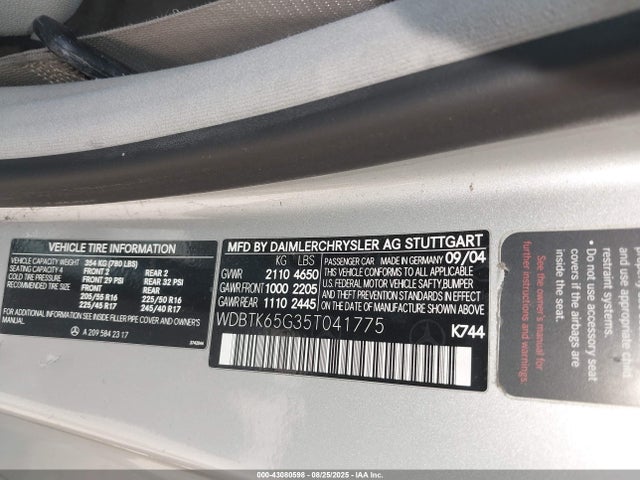 VEHICLE TIRE INFORMATION
VEHICLE CAPACITY WEIGHT 354 KG (780 LBS)
SEATING CAPACITY 4 FRONT 2 REAR 2
COLD TIRE PRESSURE FRONT 29 PSI REAR 32 PSI
RECOMMENDED TIRE SIZE FRONT REAR
205/55 R16 225/50 R16
225/45 R17 245/40 R17
FOR ADDITIONAL INFORMATION SEE INSIDE FILLER PIPE COVER AND OWNER'S
MANUAL
A 209 584 23 17
MFD BY DAIMLERCHRYSLER AG STUTTGART
KG LBS
GVWR 2110 4650
GAWR FRONT 1000 2205
GAWR REAR 1110 2445
PASSENGER CAR MADE IN GERMANY 09/04
THIS VEHICLE CONFORMS TO ALL APPLICABLE
U.S. FEDERAL MOTOR VEHICLE SAFTY, BUMPER
AND THEFT PREVENTION STANDARDS IN EFFECT
ON THE DATE OF MANUFACTURE SHOWN ABOVE
WDBTK65G35T041775
K744
• Use appropriate child
restraint systems.
• Do not use accessory seat
covers if the airbags are
inside the seat.
See the owner's manual for
further instructions and
000-43080598 - 08/25/2025 - IAA Inc.